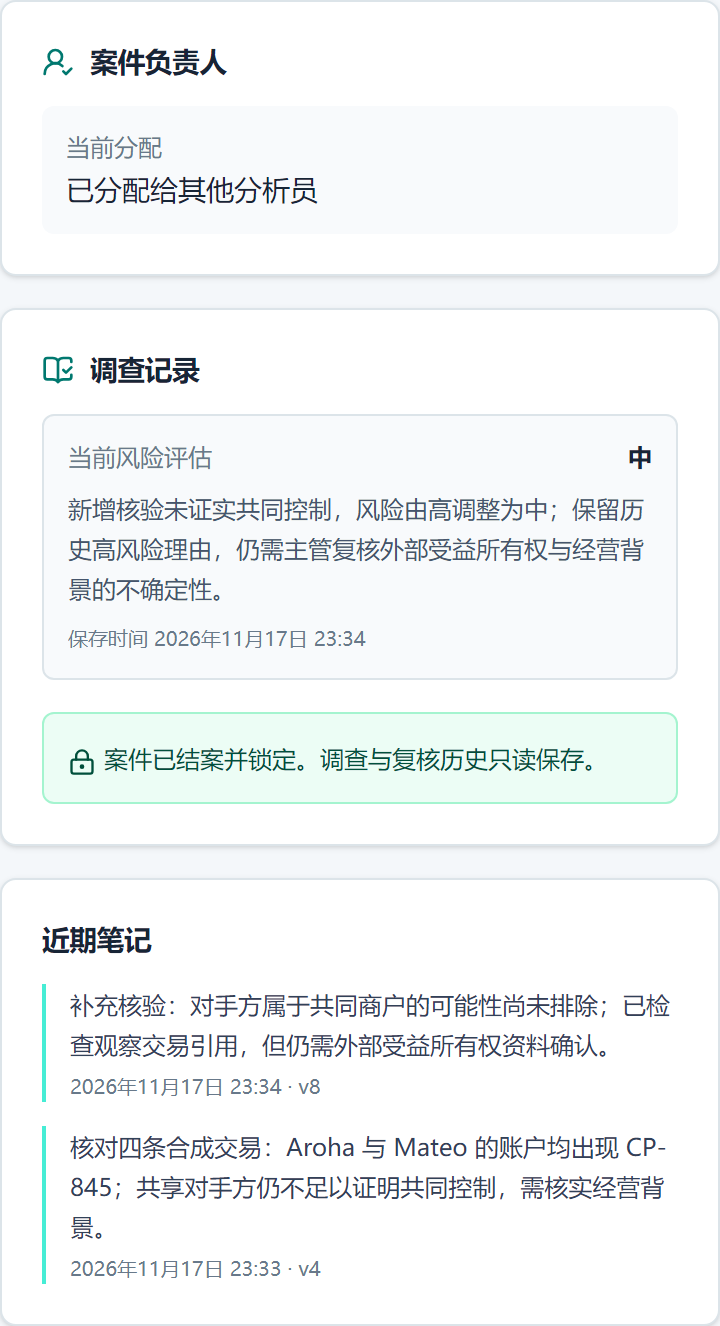 案件负责人
当前分配
已分配给其他分析员
调查记录
当前风险评估
中
新增核验未证实共同控制，风险由高调整为中；保留历
史高风险理由，仍需主管复核外部受益所有权与经营背
景的不确定性。
保存时间 2026年11月17日 23:34
案件已结案并锁定。调查与复核历史只读保存。
近期笔记
补充核验：对手方属于共同商户的可能性尚未排除；已检
查观察交易引用，但仍需外部受益所有权资料确认。
2026年11月17日 23:34 · v8
核对四条合成交易：Aroha 与 Mateo 的账户均出现 CP-
845；共享对手方仍不足以证明共同控制，需核实经营背
景。
2026年11月17日 23:33 · v4